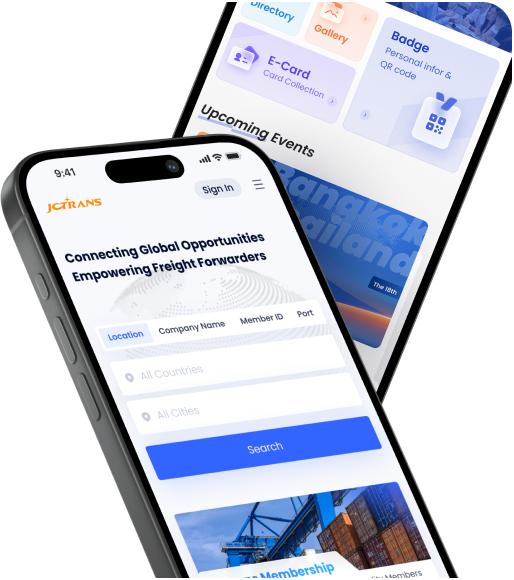 Directory
Gallery
Badge
Personal infor &
QR code
E-Card
Card Collection
Upcoming Events
Bangkok
Thailand
The 18th
9:41
JCTRANS
Sign In
Connecting Global Opportunities
Empowering Freight Forwarders
Location Company Name Member ID Port
All Countries
All Cities
Search
Membership
Members